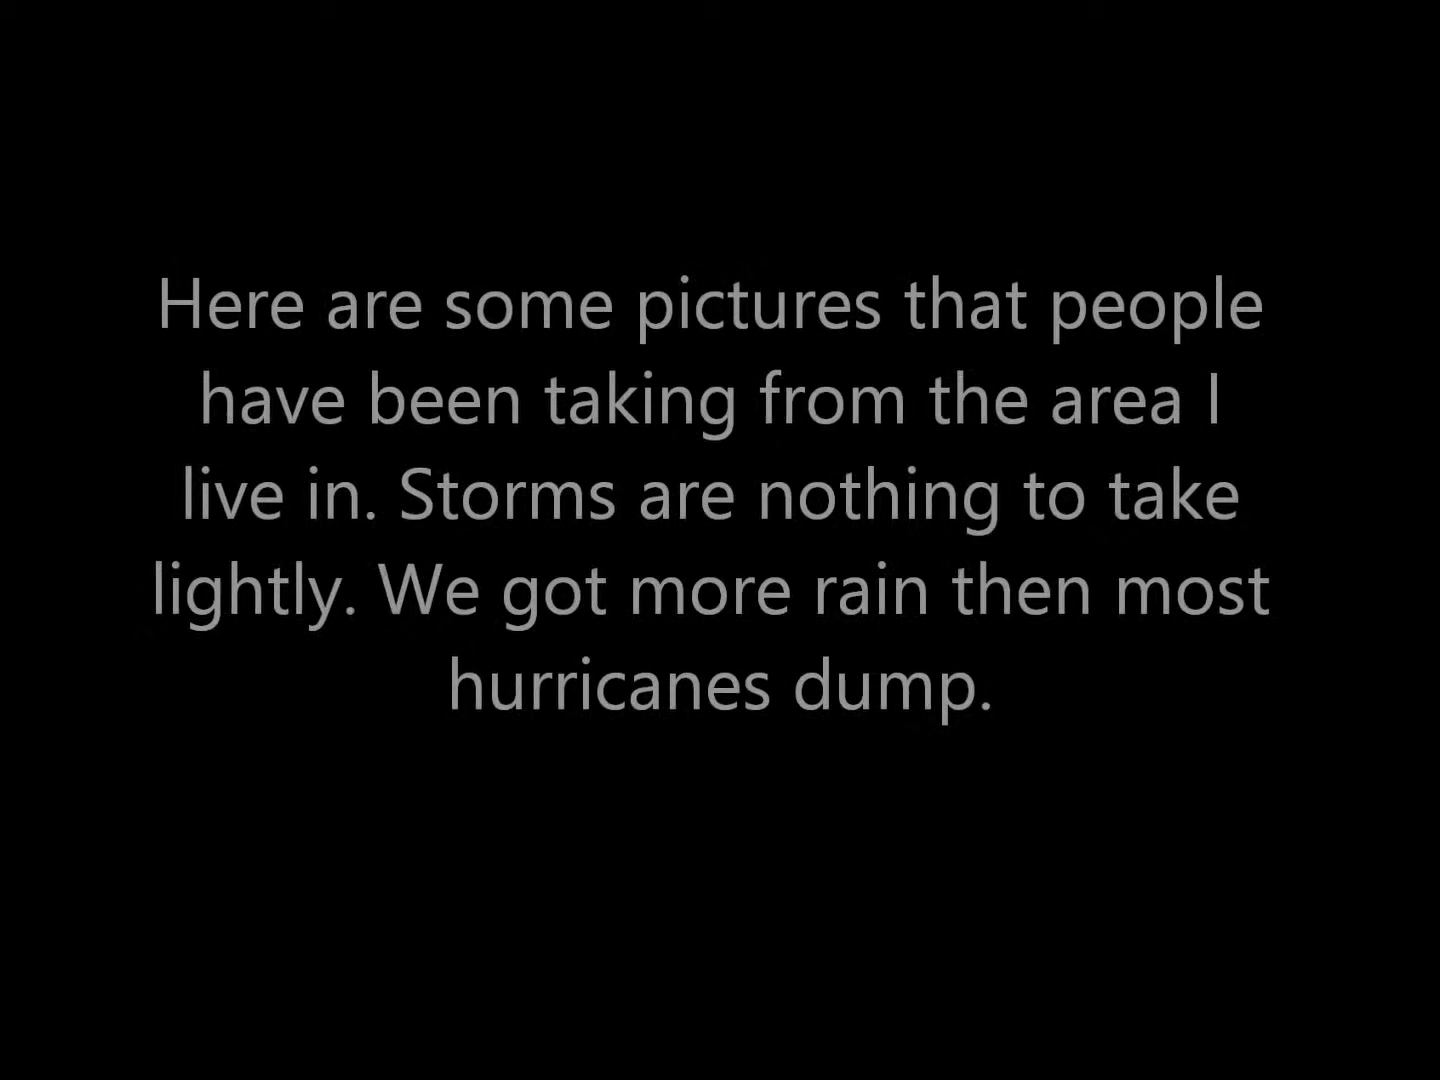 Here are some pictures that people
have been taking from the area I
live in. Storms are nothing to take
lightly. We got more rain then most
hurricanes dump.